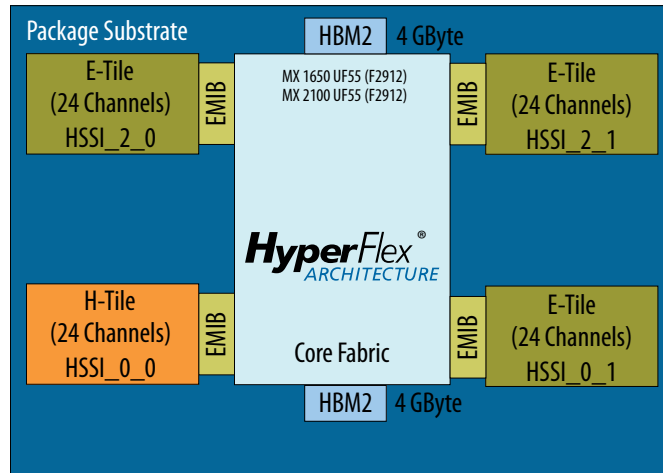 Package Substrate
HBM2 4 GByte
E-Tile
(24 Channels)
HSSI_2_0
EMIB
MX 1650 UF55 (F2912)
MX 2100 UF55 (F2912)
EMIB
E-Tile
(24 Channels)
HSSI_2_1
HyperFlex®
ARCHITECTURE
H-Tile
(24 Channels)
HSSI_0_0
EMIB
Core Fabric
EMIB
E-Tile
(24 Channels)
HSSI_0_1
HBM2 4 GByte